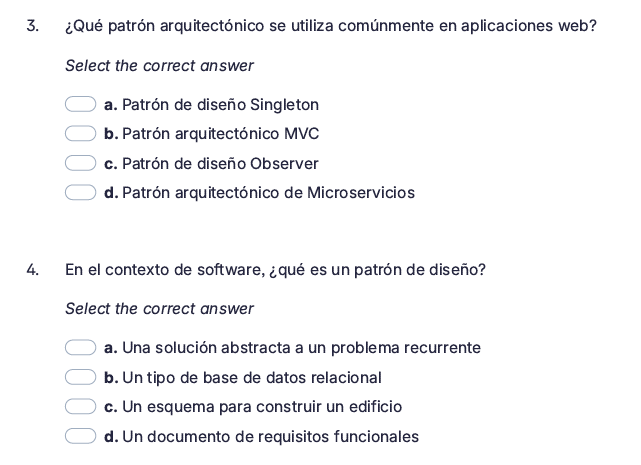 3. ¿Qué patrón arquitectónico se utiliza comúnmente en aplicaciones web?
Select the correct answer
a. Patrón de diseño Singleton
b. Patrón arquitectónico MVC
c. Patrón de diseño Observer
d. Patrón arquitectónico de Microservicios
4. En el contexto de software, ¿qué es un patrón de diseño?
Select the correct answer
a. Una solución abstracta a un problema recurrente
b. Un tipo de base de datos relacional
c. Un esquema para construir un edificio
d. Un documento de requisitos funcionales